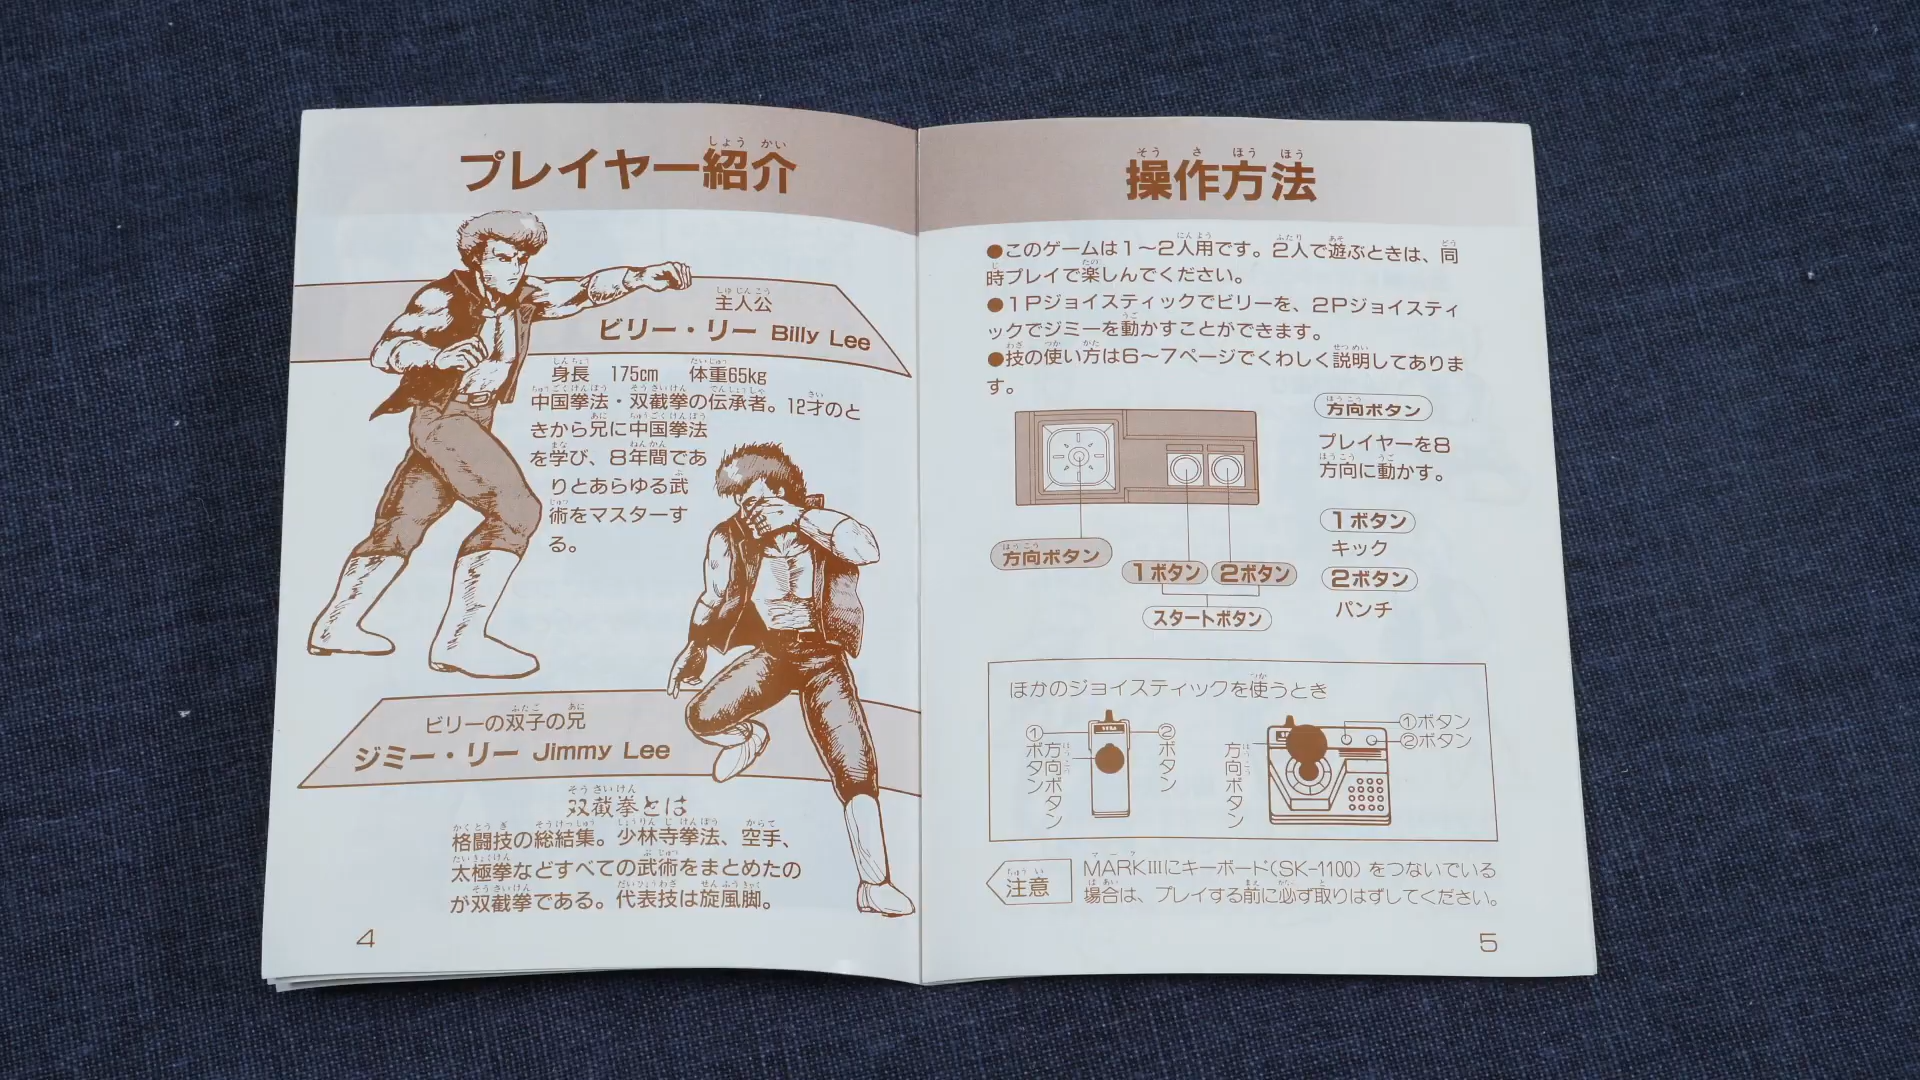 プレイヤー紹介
しょう かい
主人公
しゅじんこう
ビリー・リー Billy Lee
身長 175cm 体重65kg
中国拳法・双截拳の伝承者。12才のと
きから兄に中国拳法
を学び、8年間であ
りとあらゆる武
術をマスターす
る。
ビリーの双子の兄
ジミー・リー Jimmy Lee
双截拳とは
格闘技の総結集。少林寺拳法、空手、
太極拳などすべての武術をまとめたの
が双截拳である。代表技は旋風脚。
4
操作方法
そう さ ほう ほう
●このゲームは1~2人用です。2人で遊ぶときは、同
時プレイで楽しんでください。
●1Pジョイスティックでビリーを、2Pジョイスティ
ックでジミーを動かすことができます。
●技の使い方は6~7ページでくわしく説明してありま
す。
方向ボタン
1ボタン
2ボタン
スタートボタン
方向ボタン
プレイヤーを8
方向に動かす。
1ボタン
キック
2ボタン
パンチ
ほかのジョイスティックを使うとき
①ボタン
方向ボタン
②ボタン
SEGA
方向ボタン
①ボタン
②ボタン
注意
MARKⅢにキーボード(SK-1100)をつないでいる
場合は、プレイする前に必ず取りはずしてください。
5